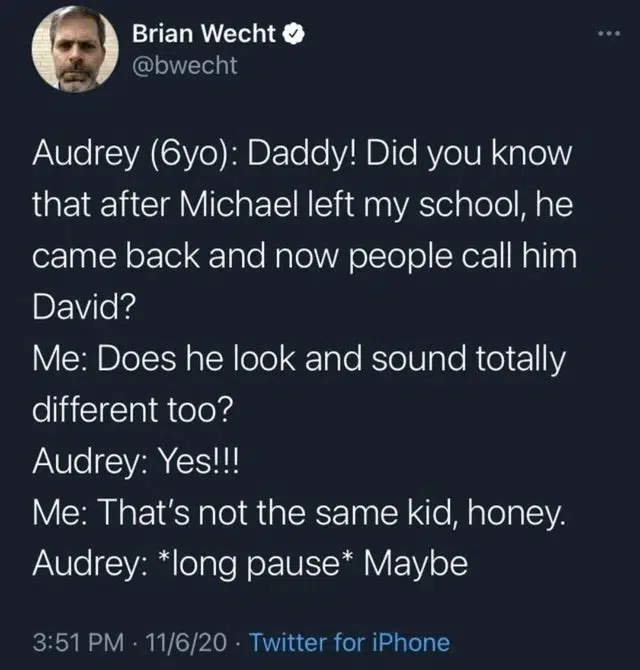 Brian Wecht
@bwecht
Audrey (6yo): Daddy! Did you know
that after Michael left my school, he
came back and now people call him
David?
Me: Does he look and sound totally
different too?
Audrey: Yes!!!
Me: That's not the same kid, honey.
Audrey: *long pause* Maybe
3:51 PM · 11/6/20 · Twitter for iPhone